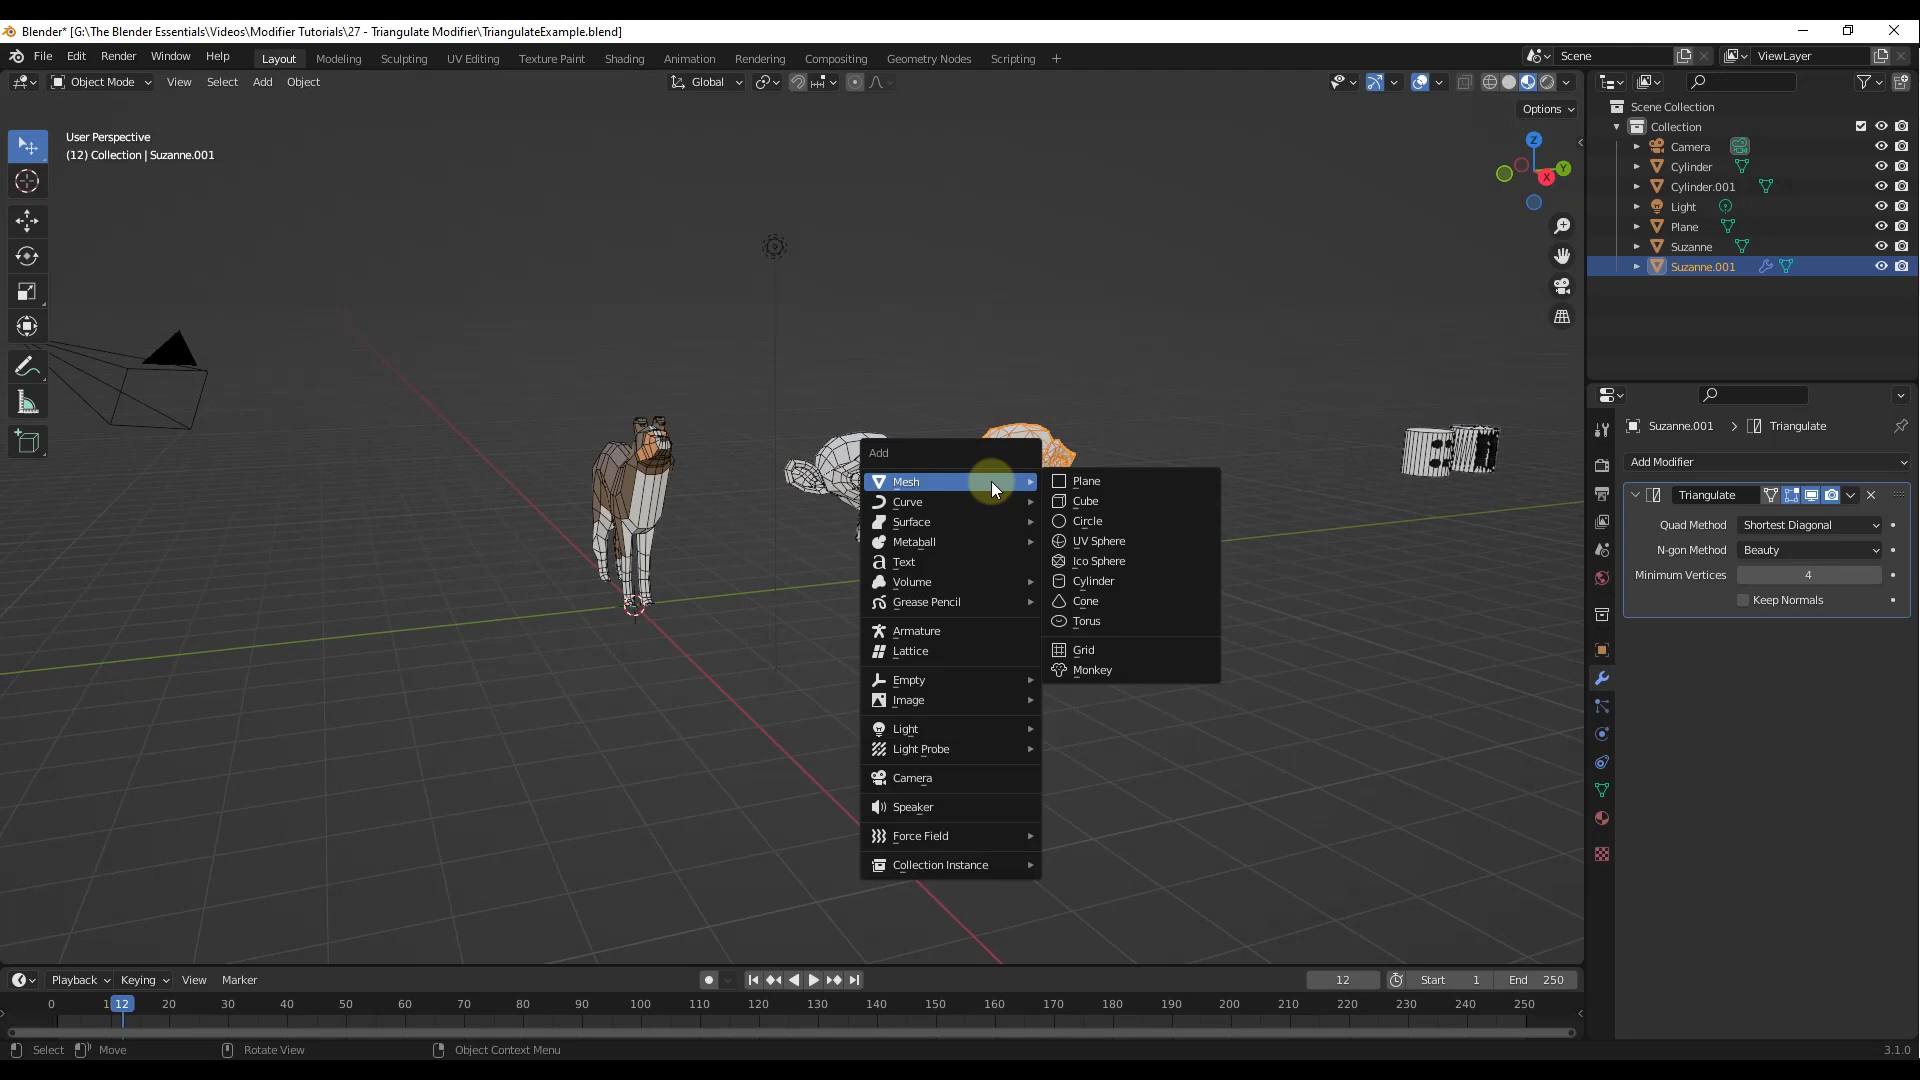 Blender* [G:\The Blender Essentials\Videos\Modifier Tutorials\27 - Triangulate Modifier\TriangulateExample.blend]
File Edit Render Window Help Layout Modeling Sculpting UV Editing Texture Paint Shading Animation Rendering Compositing Geometry Nodes Scripting + Scene ViewLayer
Object Mode View Select Add Object Global
Options
User Perspective
(12) Collection | Suzanne.001
Z
Y
X
Scene Collection
Collection
Camera
Cylinder
Cylinder.001
Light
Plane
Suzanne
Suzanne.001
Suzanne.001 > Triangulate
Add Modifier
Triangulate
Quad Method Shortest Diagonal
N-gon Method Beauty
Minimum Vertices 4
Keep Normals
Add
Mesh
Curve
Surface
Metaball
Text
Volume
Grease Pencil
Armature
Lattice
Empty
Image
Light
Light Probe
Camera
Speaker
Force Field
Collection Instance
Plane
Cube
Circle
UV Sphere
Ico Sphere
Cylinder
Cone
Torus
Grid
Monkey
Playback Keying View Marker 12 Start 1 End 250
0 12 20 30 40 50 60 70 80 90 100 110 120 130 140 150 160 170 180 190 200 210 220 230 240 250
Select Move Rotate View Object Context Menu 3.1.0